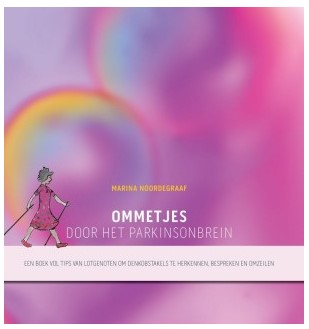 MARINA NOORDEGRAAF
OMMETJES
DOOR HET PARKINSONBREIN
EEN BOEK VOL TIPS VAN LOTGENOTEN OM DENKOBSTAKELS TE HERKENNEN, BESPREKEN EN OMZEILEN